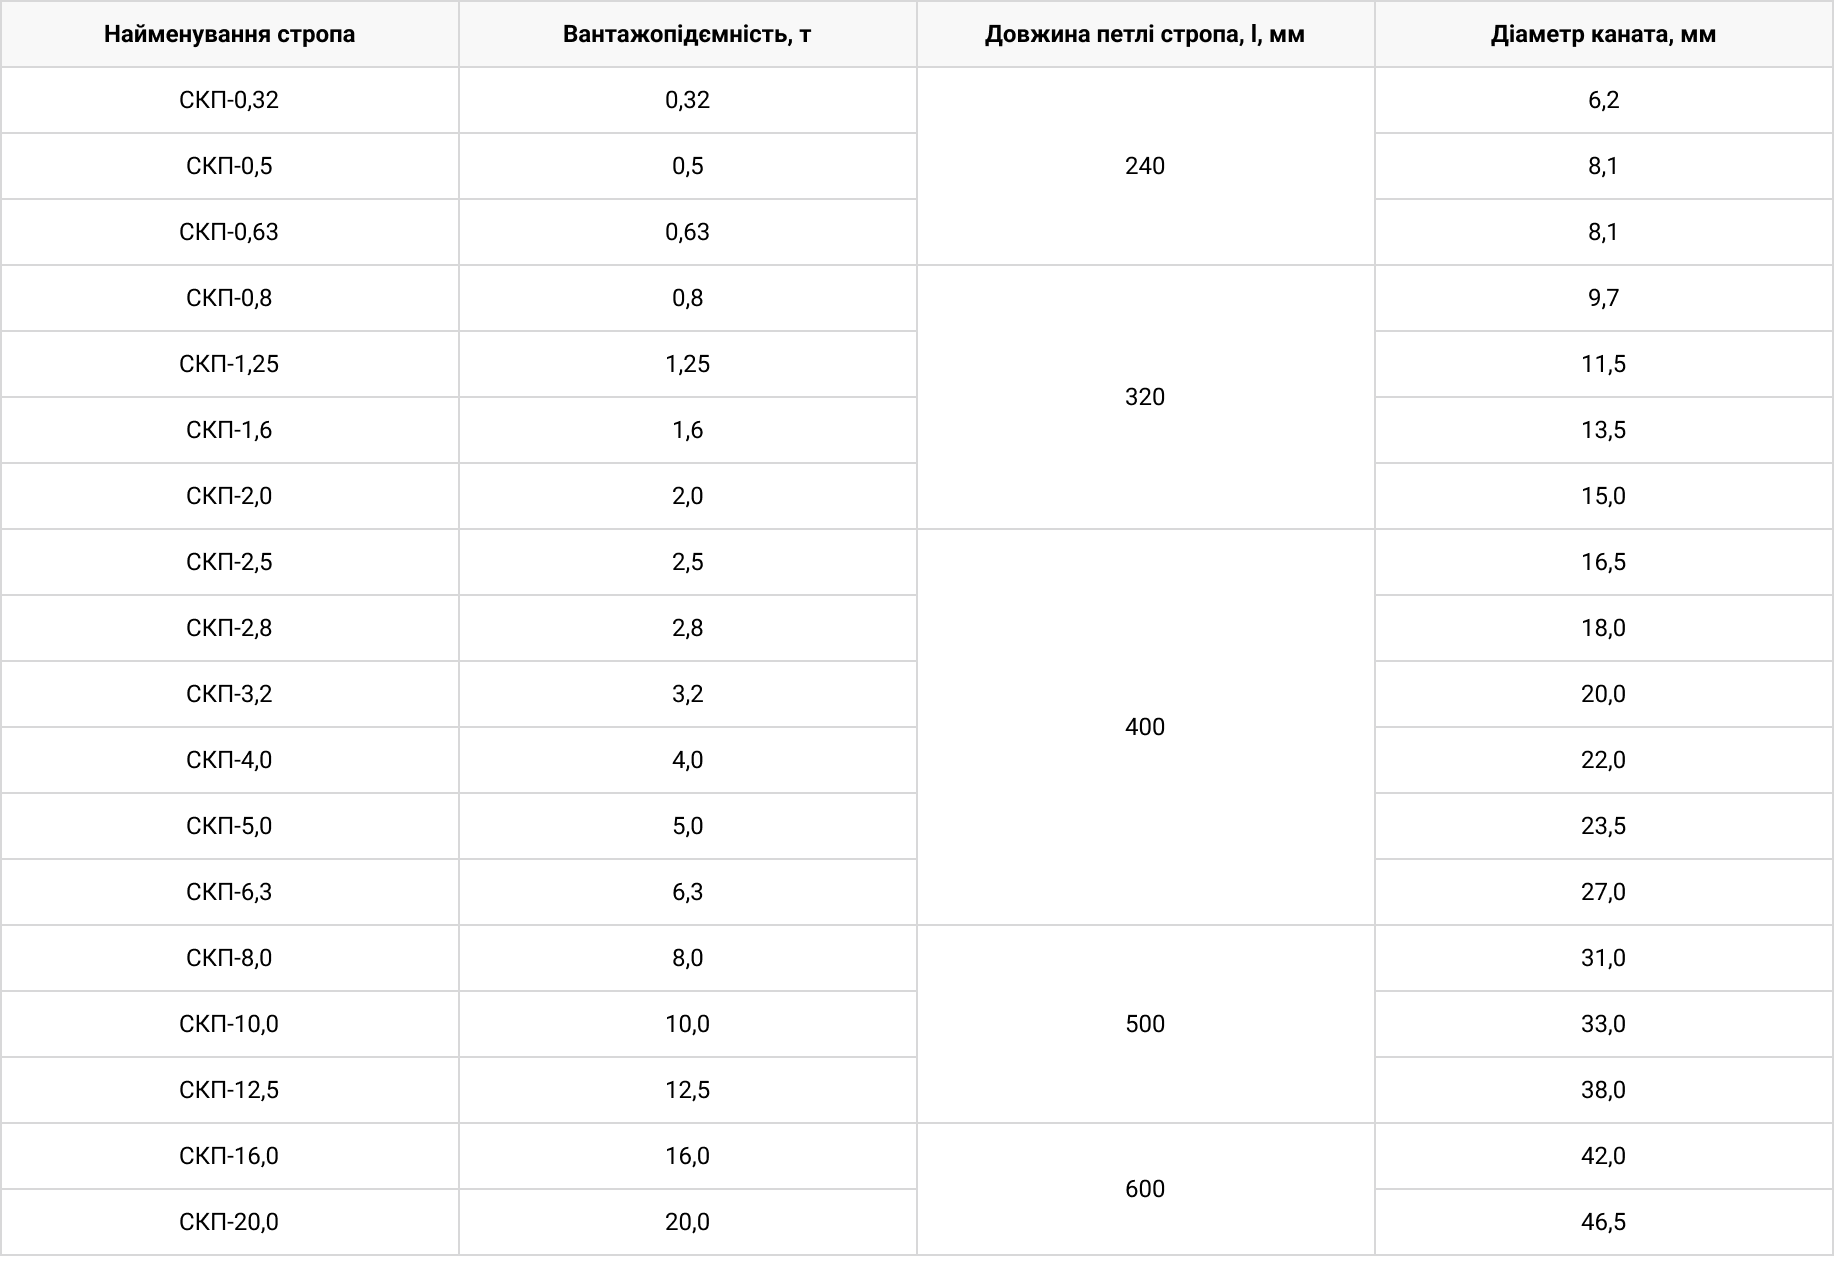 Найменування стропа Вантажопідємність, т Довжина петлі стропа, l, мм Діаметр каната, мм
СКП-0,32 0,32 6,2
СКП-0,5 0,5 240 8,1
СКП-0,63 0,63 8,1
СКП-0,8 0,8 9,7
СКП-1,25 1,25 11,5
320
СКП-1,6 1,6 13,5
СКП-2,0 2,0 15,0
СКП-2,5 2,5 16,5
СКП-2,8 2,8 18,0
СКП-3,2 3,2 20,0
400
СКП-4,0 4,0 22,0
СКП-5,0 5,0 23,5
СКП-6,3 6,3 27,0
СКП-8,0 8,0 31,0
СКП-10,0 10,0 500 33,0
СКП-12,5 12,5 38,0
СКП-16,0 16,0 42,0
600
СКП-20,0 20,0 46,5